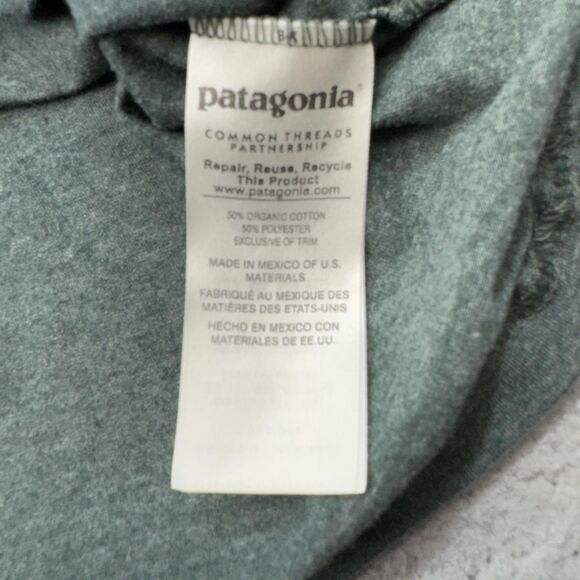 patagonia®
COMMON THREADS
PARTNERSHIP
Repair, Reuse, Recycle
This Product
www.patagonia.com
50% ORGANIC COTTON
50% POLYESTER
EXCLUSIVE OF TRIM
MADE IN MEXICO OF U.S.
MATERIALS
FABRIQUÉ AU MEXIQUE DES
MATIÈRES DES ETATS-UNIS
HECHO EN MEXICO CON
MATERIALES DE EE.UU.